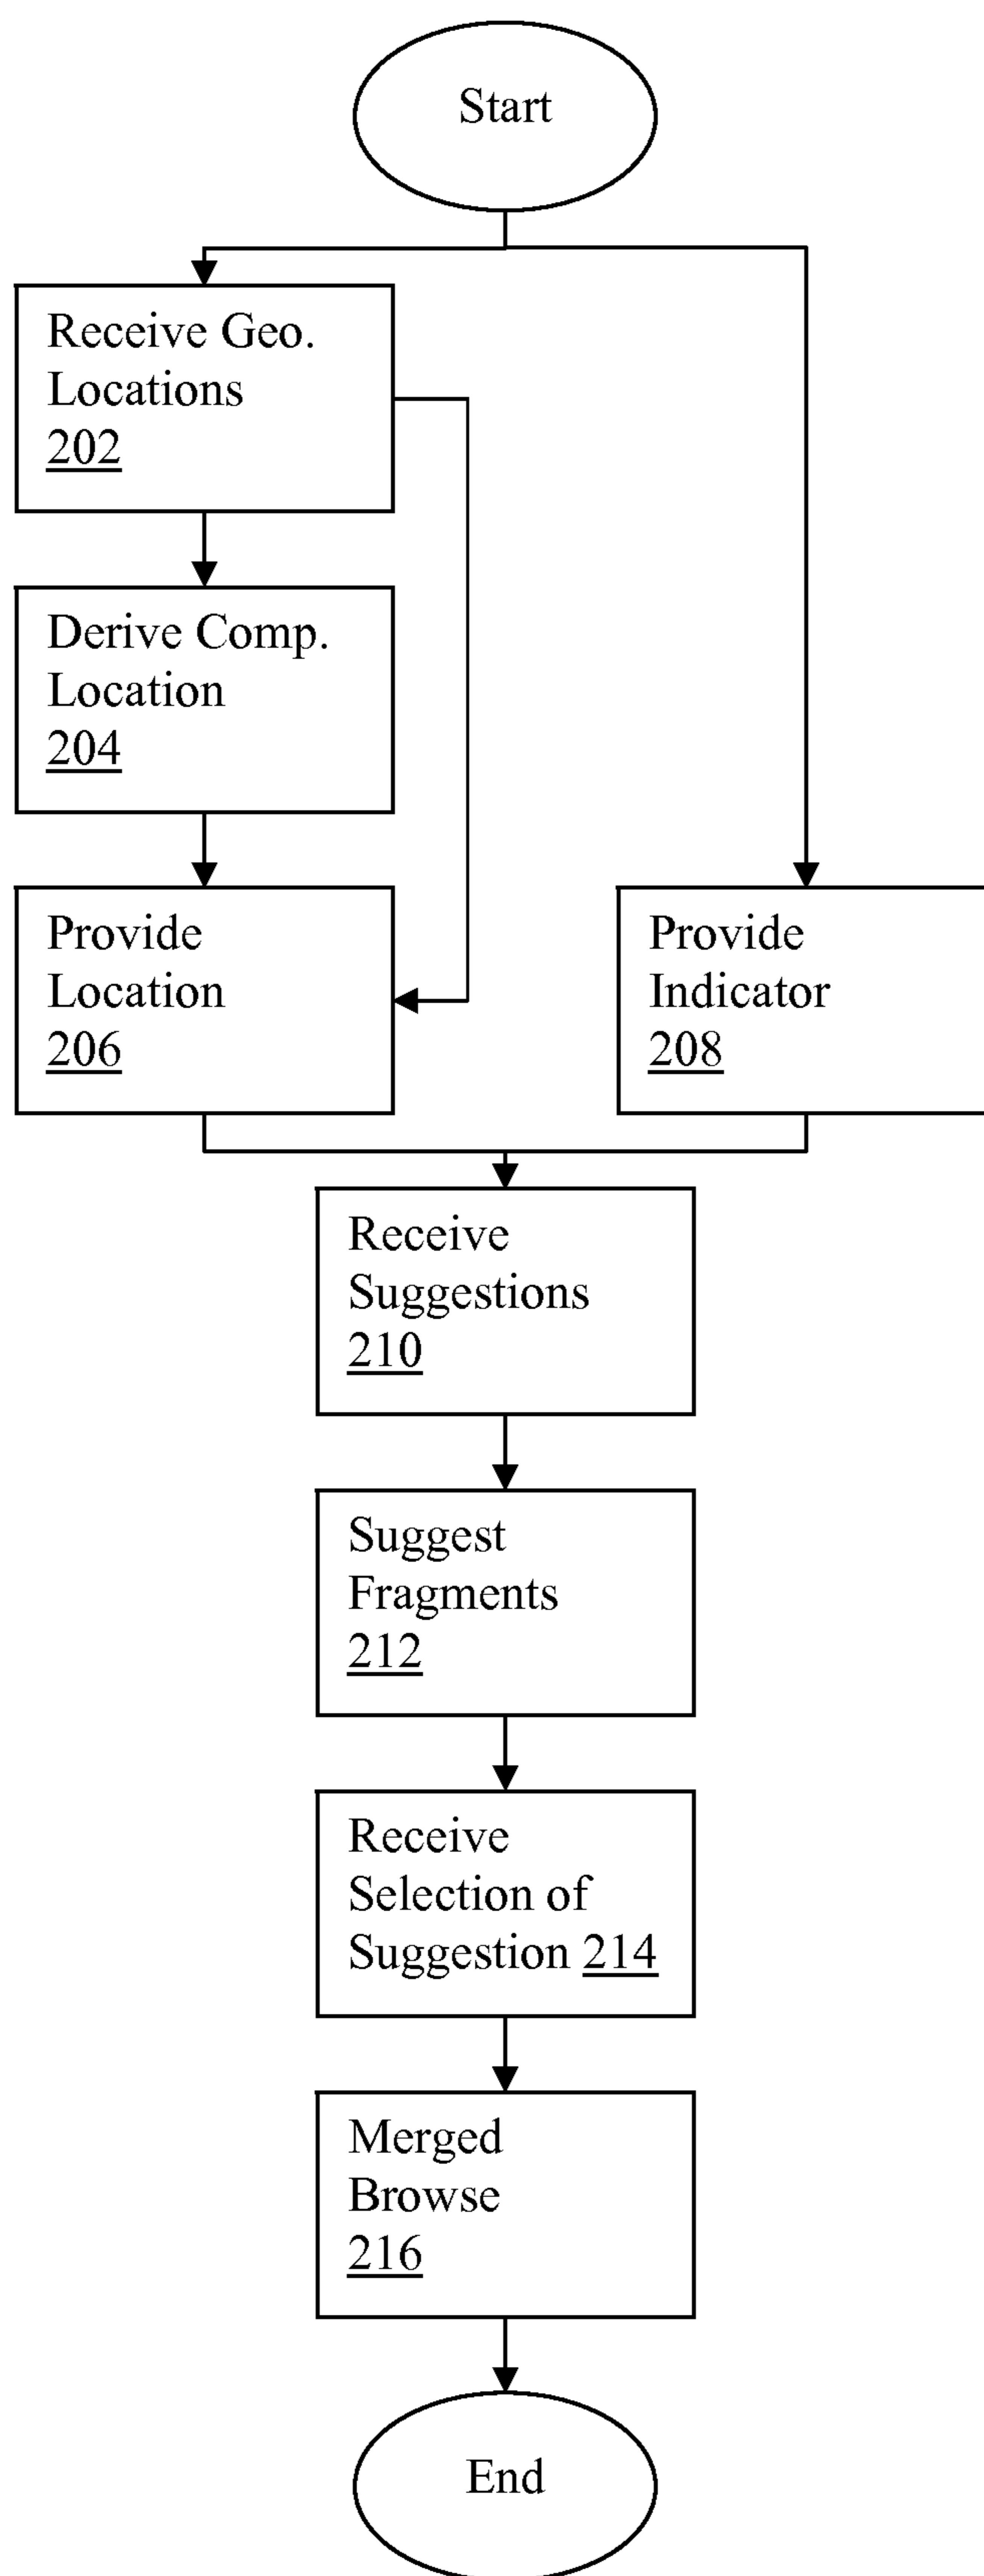 Start
Receive Geo.
Locations
202
Derive Comp.
Location
204
Provide
Location
206
Provide
Indicator
208
Receive
Suggestions
210
Suggest
Fragments
212
Receive
Selection of
Suggestion 214
Merged
Browse
216
End